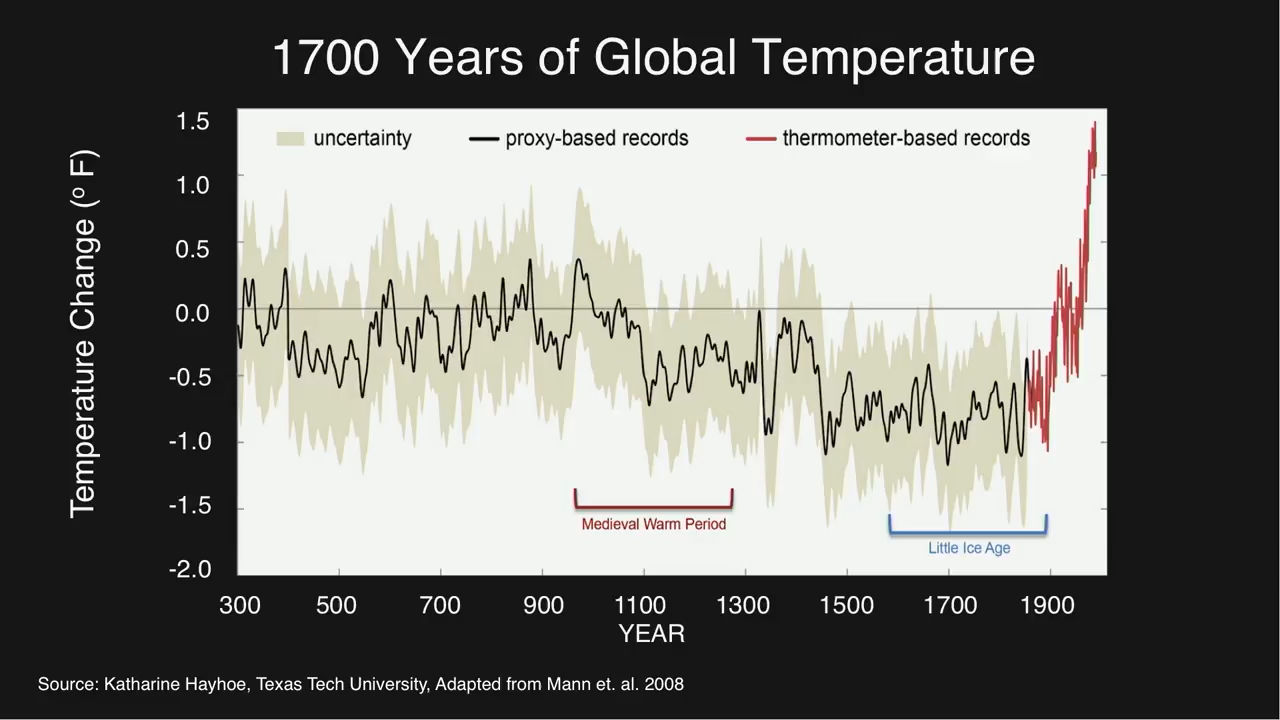 1700 Years of Global Temperature
Temperature Change (º F)
1.5
1.0
0.5
0.0
-0.5
-1.0
-1.5
-2.0
uncertainty proxy-based records thermometer-based records
Medieval Warm Period
Little Ice Age
300 500 700 900 1100 1300 1500 1700 1900
YEAR
Source: Katharine Hayhoe, Texas Tech University, Adapted from Mann et. al. 2008